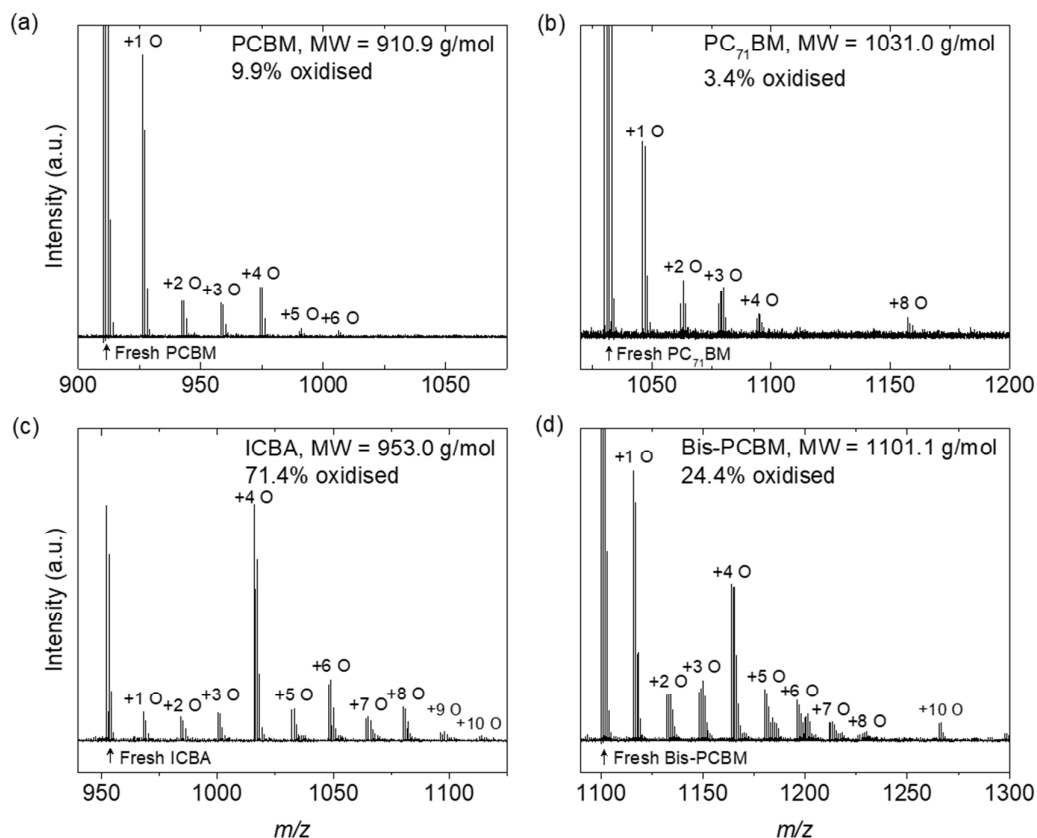 (a)
PCBM, MW = 910.9 g/mol
9.9% oxidised
+1 O
+2 O
+3 O
+4 O
+5 O
+6 O
Fresh PCBM
Intensity (a.u.)
900
950
1000
1050
(b)
PC₇₁BM, MW = 1031.0 g/mol
3.4% oxidised
+1 O
+2 O
+3 O
+4 O
+8 O
Fresh PC₇₁BM
1050
1100
1150
1200
(c)
ICBA, MW = 953.0 g/mol
71.4% oxidised
+4 O
+1 O
+2 O
+3 O
+5 O
+6 O
+7 O
+8 O
+9 O
+10 O
Fresh ICBA
Intensity (a.u.)
950
1000
1050
1100
m/z
(d)
Bis-PCBM, MW = 1101.1 g/mol
24.4% oxidised
+1 O
+2 O
+3 O
+4 O
+5 O
+6 O
+7 O
+8 O
+10 O
Fresh Bis-PCBM
1100
1150
1200
1250
1300
m/z